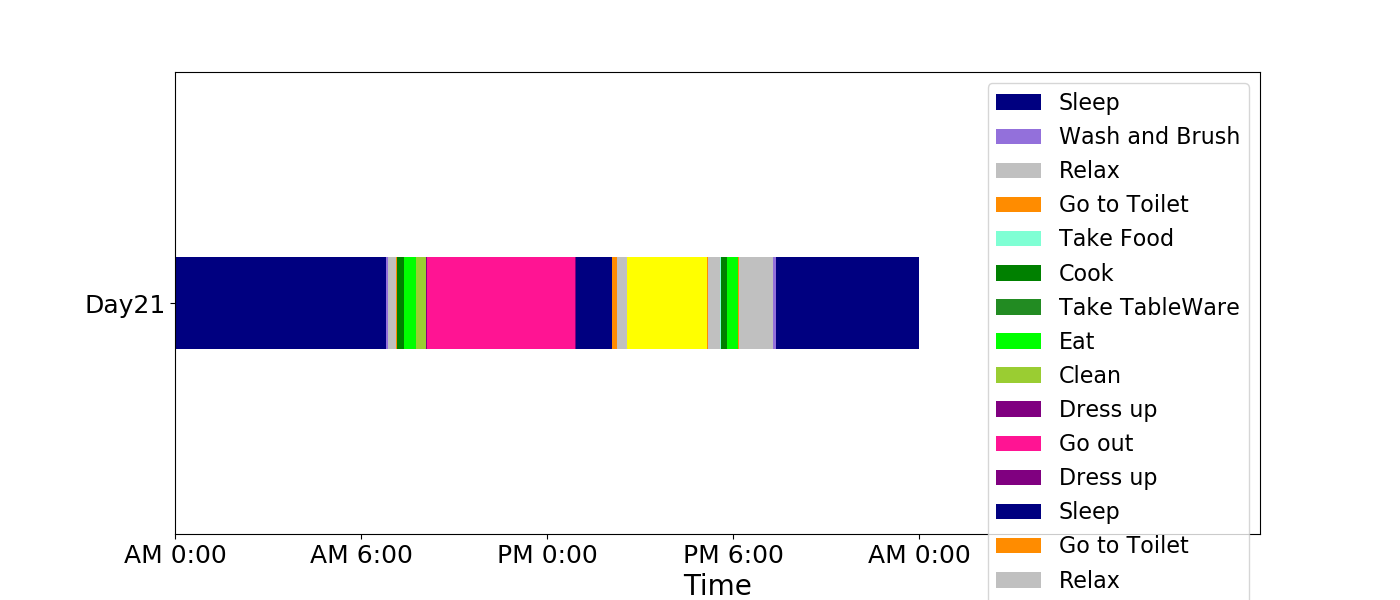 Sleep
Wash and Brush
Relax
Go to Toilet
Take Food
Cook
Take TableWare
Eat
Clean
Dress up
Go out
Dress up
Sleep
Go to Toilet
Relax
Day21
AM 0:00 AM 6:00 PM 0:00 PM 6:00 AM 0:00
Time